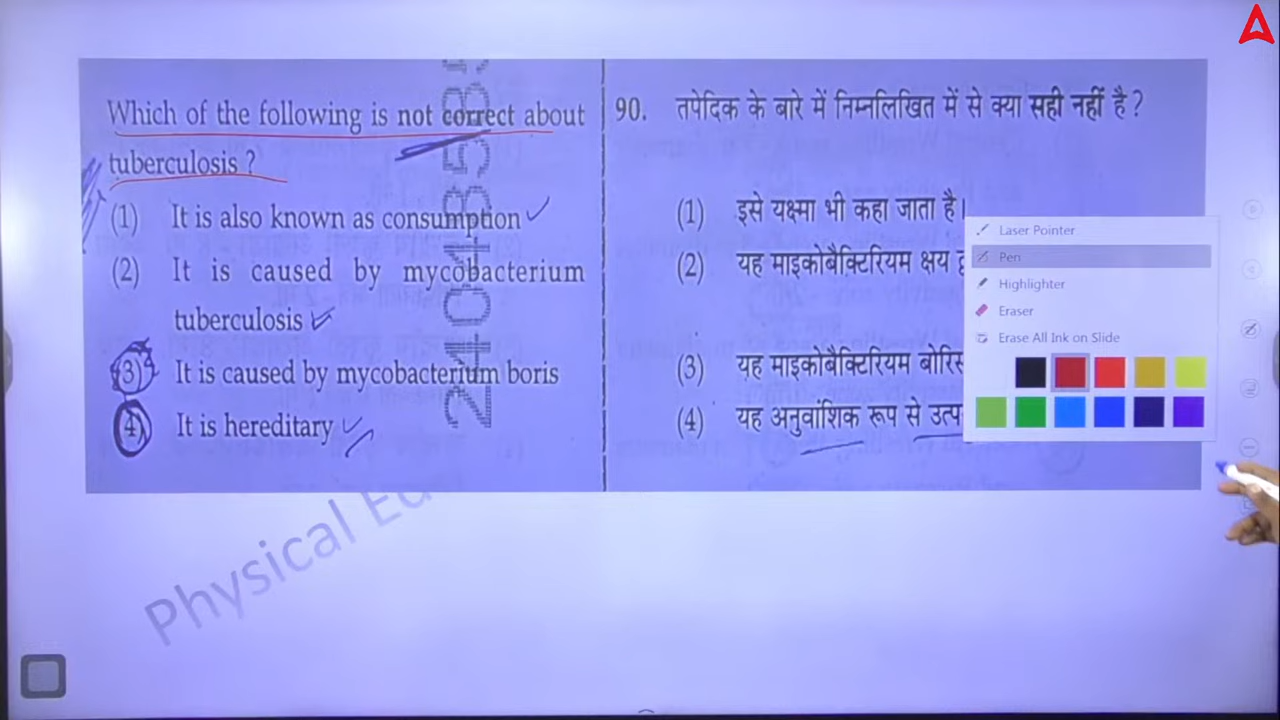 Which of the following is not correct about
tuberculosis ?
(1) It is also known as consumption
(2) It is caused by mycobacterium
tuberculosis
(3) It is caused by mycobacterium boris
(4) It is hereditary
90. तपेदिक के बारे में निम्नलिखित में से क्या सही नहीं है ?
(1) इसे यक्ष्मा भी कहा जाता है।
(2) यह माइकोबैक्टिरियम क्षय
(3) यह माइकोबैक्टिरियम
(4) यह अनुवांशिक रूप से
Laser Pointer
Pen
Highlighter
Eraser
Erase All Ink on Slide
Physical